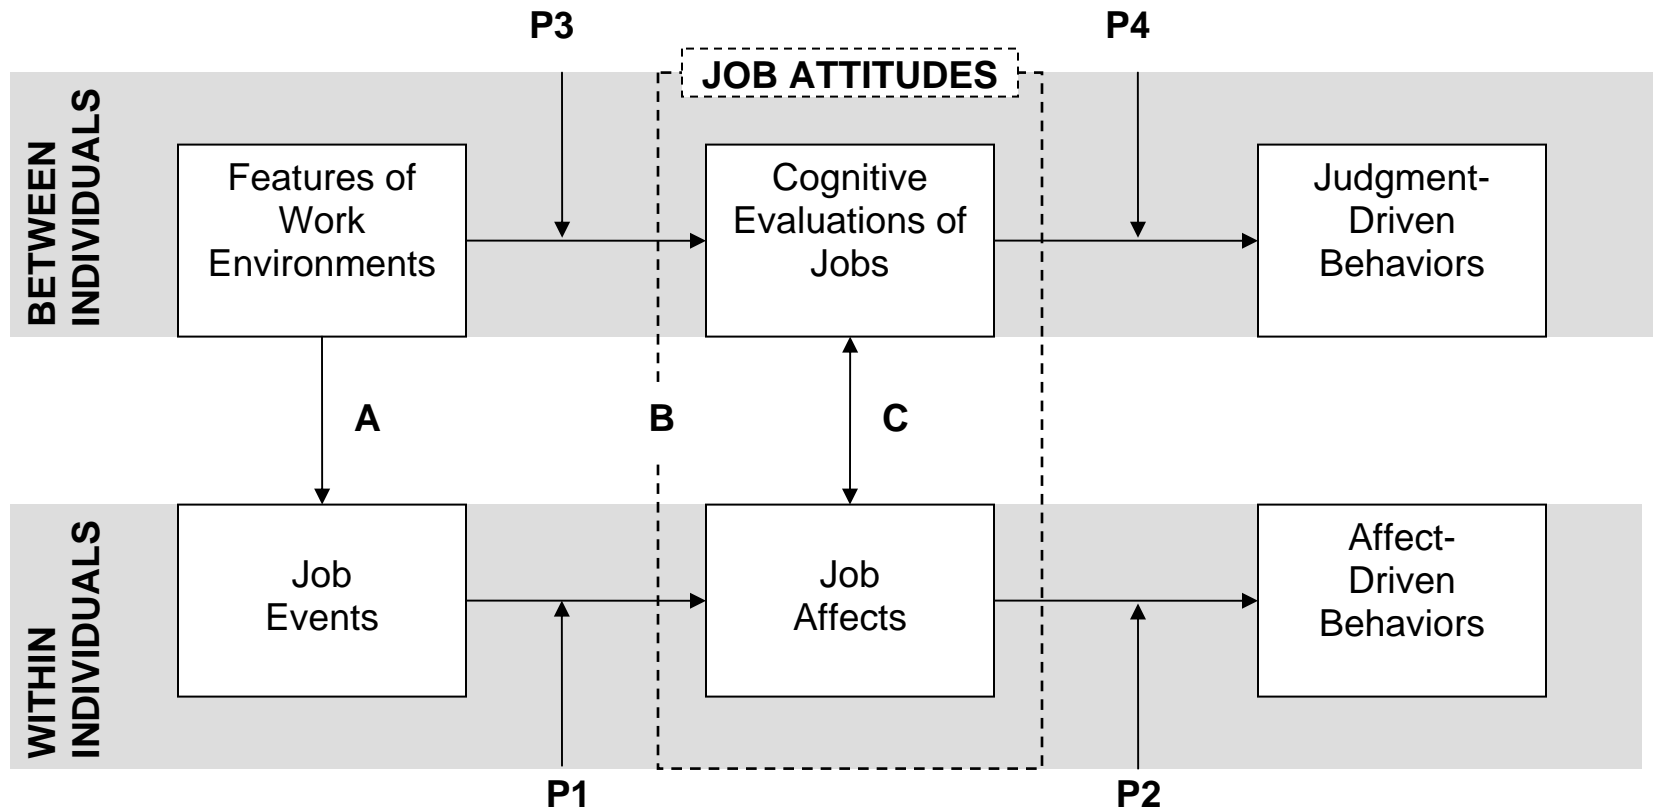 P3
P4
JOB ATTITUDES
BETWEEN
INDIVIDUALS
Features of
Work
Environments
Cognitive
Evaluations of
Jobs
Judgment-
Driven
Behaviors
A
B
C
WITHIN
INDIVIDUALS
Job
Events
Job
Affects
Affect-
Driven
Behaviors
P1
P2